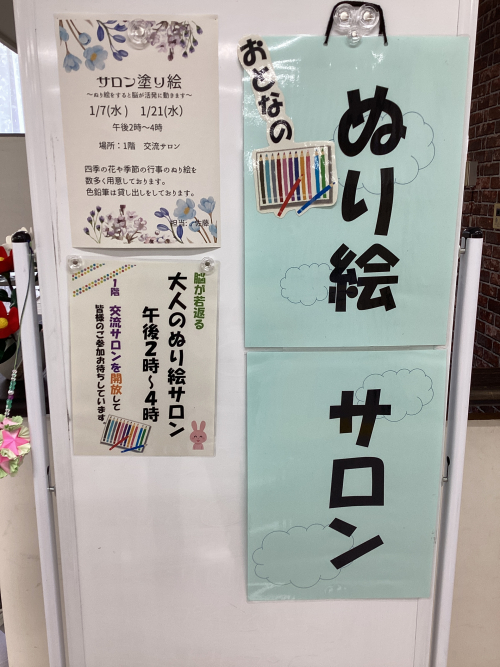 サロン塗り絵
～ぬり絵をすると脳が活発に動きます～
1/7(水) 1/21(水)
午後2時～4時
場所：1階 交流サロン
四季の花や季節の行事のぬり絵を
数多く用意しております。
色鉛筆は貸し出しをしております。
担当：佐藤
おとなの
ぬり絵
サロン
脳が若返る
大人のぬり絵サロン
午後2時～4時
1階 交流サロンを開放して
皆様のご参加お待ちしています。